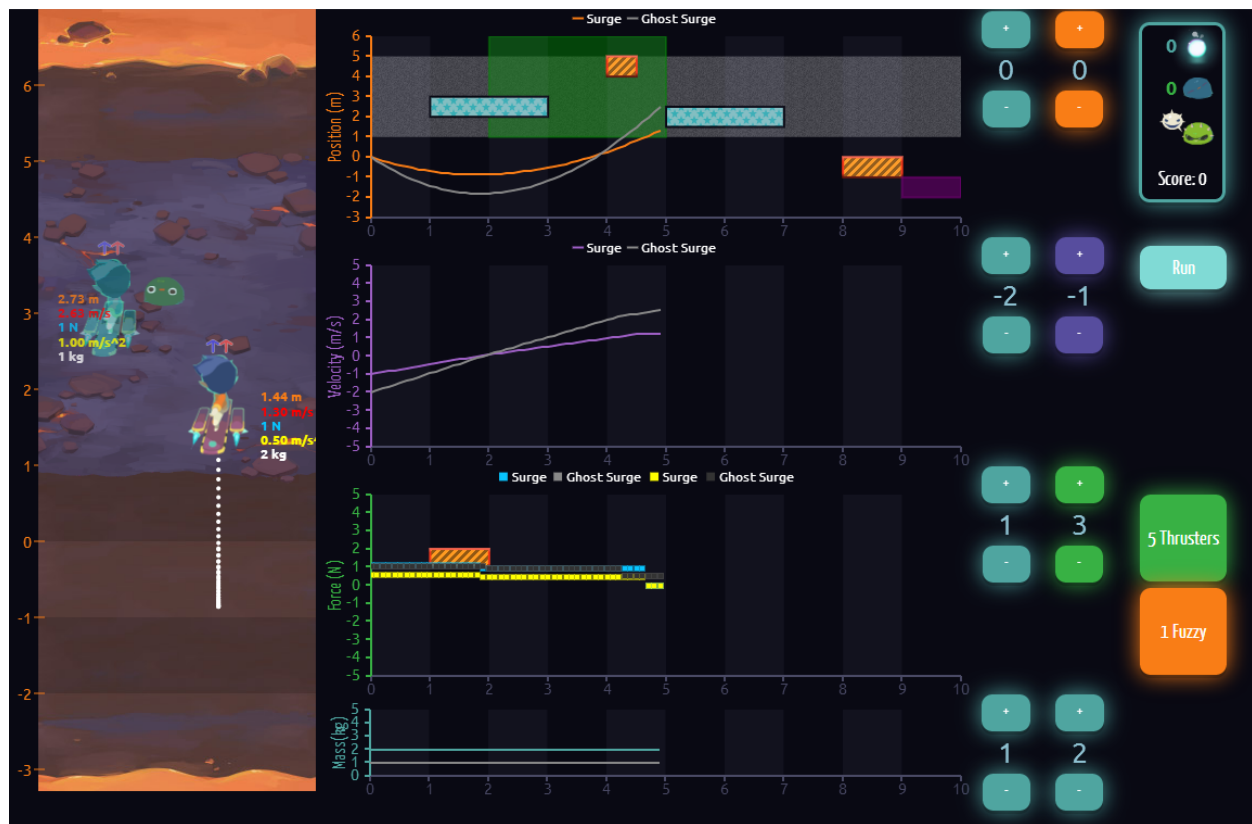 Surge Ghost Surge
6
5
4
3
2
1
0
-1
-2
-3
2.73 m
1 N
1.00 m/s^2
1 kg
1.44 m
1 N
0.50 m/s^
2 kg
Position (m)
6
5
4
3
2
1
0
-1
-2
-3
0 1 2 3 4 5 6 7 8 9 10
+ +
0 0
- -
0
0
Score: 0
Surge Ghost Surge
Velocity (m/s)
5
4
3
2
1
0
-1
-2
-3
-4
-5
0 1 2 3 4 5 6 7 8 9 10
+ +
-2 -1
- -
Run
Surge Ghost Surge Surge Ghost Surge
Force (N)
5
4
3
2
1
0
-1
-2
-3
-4
-5
0 1 2 3 4 5 6 7 8 9 10
+ +
1 3
- -
5 Thrusters
1 Fuzzy
Mass(kg)
5
4
3
2
1
0
0 1 2 3 4 5 6 7 8 9 10
+ +
1 2
- -